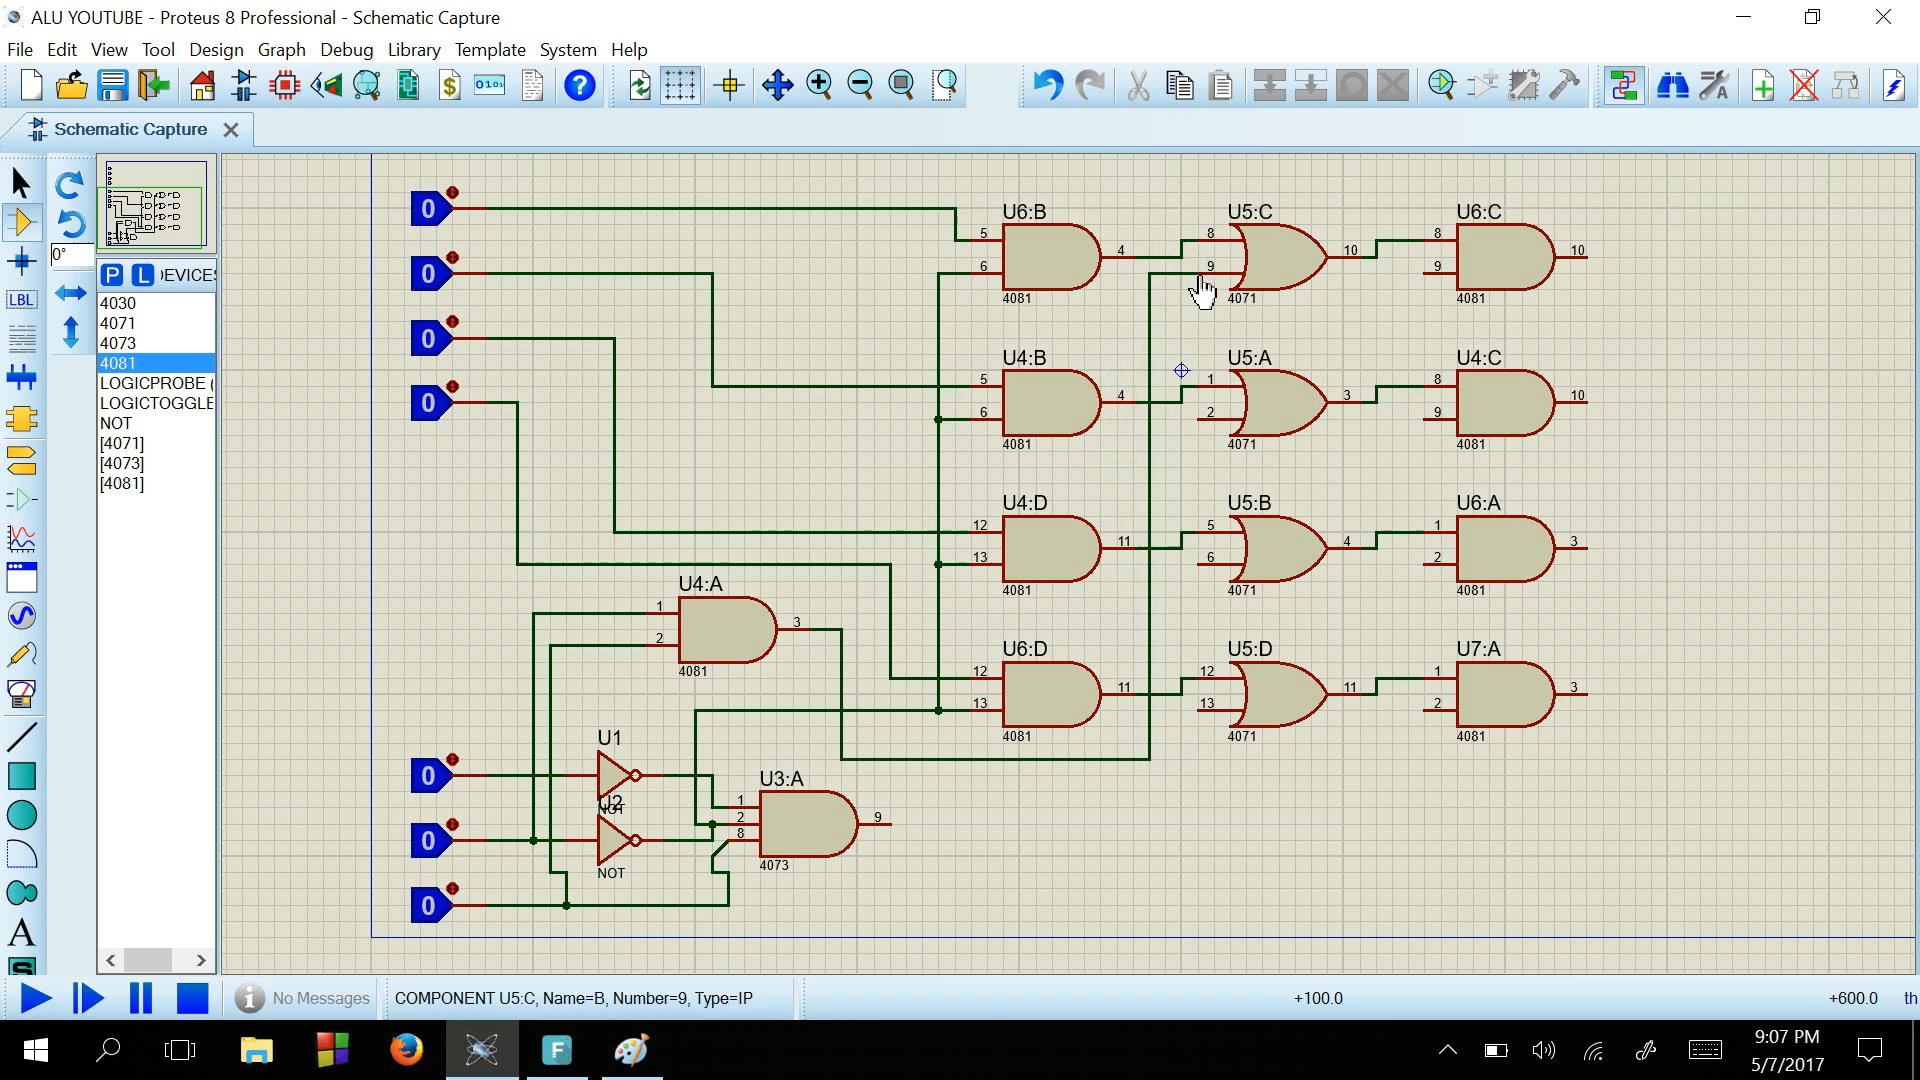 ALU YOUTUBE - Proteus 8 Professional - Schematic Capture
File Edit View Tool Design Graph Debug Library Template System Help
Schematic Capture
0°
P L DEVICES
4030
4071
4073
4081
LOGICPROBE (
LOGICTOGGLE
NOT
[4071]
[4073]
[4081]
LBL
A
S
0
0
0
0
0
0
0
U6:B
5
6
4
4081
U5:C
8
9
10
4071
U6:C
8
9
10
4081
U4:B
5
6
4
4081
U5:A
1
2
3
4071
U4:C
8
9
10
4081
U4:D
12
13
11
4081
U5:B
5
6
4
4071
U6:A
1
2
3
4081
U4:A
1
2
3
4081
U6:D
12
13
11
4081
U5:D
12
13
11
4071
U7:A
1
2
3
4081
U1
NOT
U2
NOT
U3:A
1
2
8
9
4073
No Messages
COMPONENT U5:C, Name=B, Number=9, Type=IP
+100.0
+600.0
th
F
9:07 PM
5/7/2017